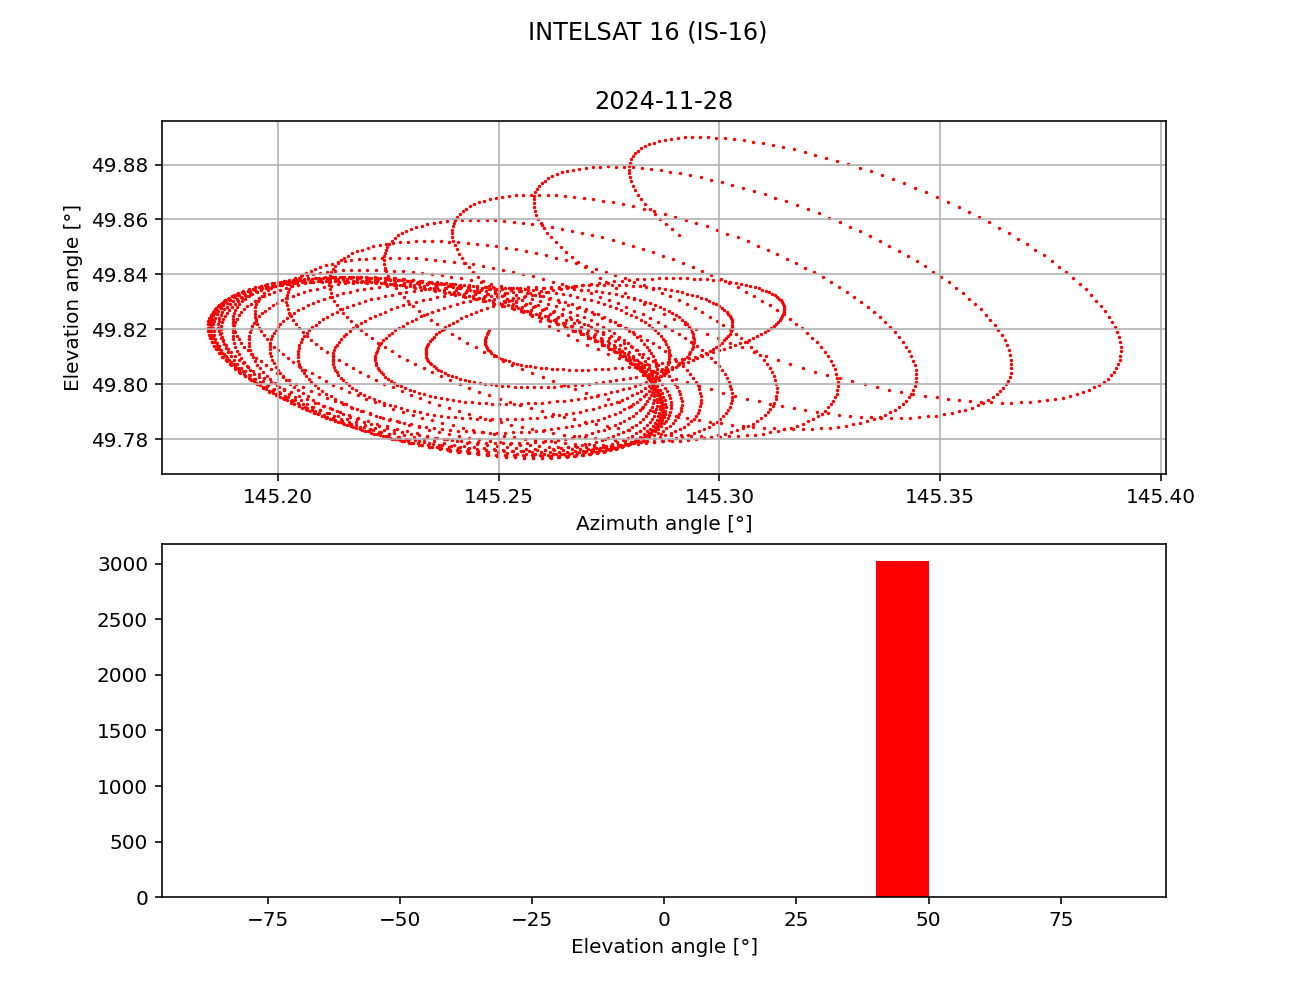 INTELSAT 16 (IS-16)
2024-11-28
Elevation angle [°]
49.88
49.86
49.84
49.82
49.80
49.78
145.20 145.25 145.30 145.35 145.40
Azimuth angle [°]
3000
2500
2000
1500
1000
500
0
−75 −50 −25 0 25 50 75
Elevation angle [°]